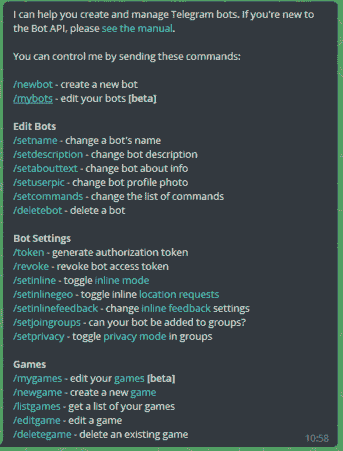 I can help you create and manage Telegram bots. If you're new to
the Bot API, please see the manual.
You can control me by sending these commands:
/newbot - create a new bot
/mybots - edit your bots [beta]
Edit Bots
/setname - change a bot's name
/setdescription - change bot description
/setabouttext - change bot about info
/setuserpic - change bot profile photo
/setcommands - change the list of commands
/deletebot - delete a bot
Bot Settings
/token - generate authorization token
/revoke - revoke bot access token
/setinline - toggle inline mode
/setinlinegeo - toggle inline location requests
/setinlinefeedback - change inline feedback settings
/setjoingroups - can your bot be added to groups?
/setprivacy - toggle privacy mode in groups
Games
/mygames - edit your games [beta]
/newgame - create a new game
/listgames - get a list of your games
/editgame - edit a game
/deletegame - delete an existing game
10:58